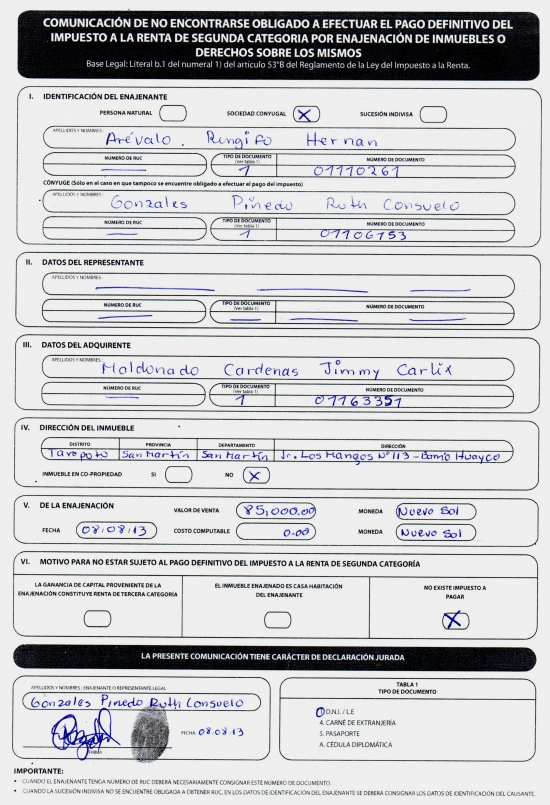 COMUNICACIÓN DE NO ENCONTRARSE OBLIGADO A EFECTUAR EL PAGO DEFINITIVO DEL
IMPUESTO A LA RENTA DE SEGUNDA CATEGORIA POR ENAJENACIÓN DE INMUEBLES O
DERECHOS SOBRE LOS MISMOS
Base Legal: Literal b.1 del numeral 1) del artículo 53°B del Reglamento de la Ley del Impuesto a la Renta.
I. IDENTIFICACIÓN DEL ENAJENANTE
PERSONA NATURAL SOCIEDAD CONYUGAL X SUCESIÓN INDIVISA
APELLIDOS Y NOMBRES:
Arévalo Rengifo Hernan
NÚMERO DE RUC TIPO DE DOCUMENTO NÚMERO DE DOCUMENTO
(Ver tabla 1)
— 1 01110261
CÓNYUGE (Sólo en el caso en que tampoco se encuentre obligado a efectuar el pago del impuesto)
APELLIDOS Y NOMBRES:
Gonzales Pinedo Ruth Consuelo
NÚMERO DE RUC TIPO DE DOCUMENTO NÚMERO DE DOCUMENTO
(Ver tabla 1)
— 1 01106753
II. DATOS DEL REPRESENTANTE
APELLIDOS Y NOMBRES:
— — —
NÚMERO DE RUC TIPO DE DOCUMENTO NÚMERO DE DOCUMENTO
(Ver tabla 1)
— — — —
III. DATOS DEL ADQUIRENTE
APELLIDOS Y NOMBRES:
Maldonado Cardenas Jimmy Carlix
NÚMERO DE RUC TIPO DE DOCUMENTO NÚMERO DE DOCUMENTO
(Ver tabla 1)
— 1 01163351
IV. DIRECCIÓN DEL INMUEBLE
DISTRITO PROVINCIA DEPARTAMENTO DIRECCIÓN
Tarapoto San Martín San Martín Jr. Los Mangos N° 113 - Barrio Huayco
INMUEBLE EN CO-PROPIEDAD SI NO X
V. DE LA ENAJENACIÓN VALOR DE VENTA 85,000.00 MONEDA Nuevo Sol
FECHA 08.08.13 COSTO COMPUTABLE 0.00 MONEDA Nuevo Sol
VI. MOTIVO PARA NO ESTAR SUJETO AL PAGO DEFINITIVO DEL IMPUESTO A LA RENTA DE SEGUNDA CATEGORÍA
LA GANANCIA DE CAPITAL PROVENIENTE DE LA EL INMUEBLE ENAJENADO ES CASA HABITACIÓN NO EXISTE IMPUESTO A
ENAJENACIÓN CONSTITUYE RENTA DE TERCERA CATEGORÍA DEL ENAJENANTE PAGAR
X
LA PRESENTE COMUNICACIÓN TIENE CARÁCTER DE DECLARACIÓN JURADA
APELLIDOS Y NOMBRES: ENAJENANTE O REPRESENTANTE LEGAL
Gonzales Pinedo Ruth Consuelo
FECHA: 08.08.13
FIRMA
TABLA 1
TIPO DE DOCUMENTO
1 D.N.I. / L.E
4. CARNÉ DE EXTRANJERÍA
5. PASAPORTE
A. CÉDULA DIPLOMÁTICA
IMPORTANTE:
• CUANDO EL ENAJENANTE TENGA NÚMERO DE RUC DEBERÁ NECESARIAMENTE CONSIGNAR ESTE NÚMERO DE DOCUMENTO.
• CUANDO LA SUCESIÓN INDIVISA NO SE ENCUENTRE OBLIGADO A OBTENER RUC, EN LOS DATOS DE IDENTIFICACIÓN DEL ENAJENANTE SE DEBERÁ CONSIGNAR LOS DATOS DE IDENTIFICACIÓN DEL CAUSANTE.